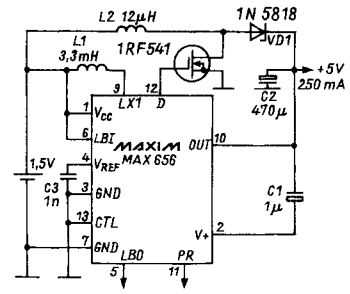 L2 12μH
1N 5818
L1
3,3mH
1RF541
VD1
+5V
250 mA
9 12
LX1 D
C2
470μ
1 VCC
6 LBI
4 VREF
3 GND
13 CTL
7 GND
MAXIM
MAX 656
OUT 10
V+ 2
C1
1μ
1,5V
C3
1n
LBO PR
5 11